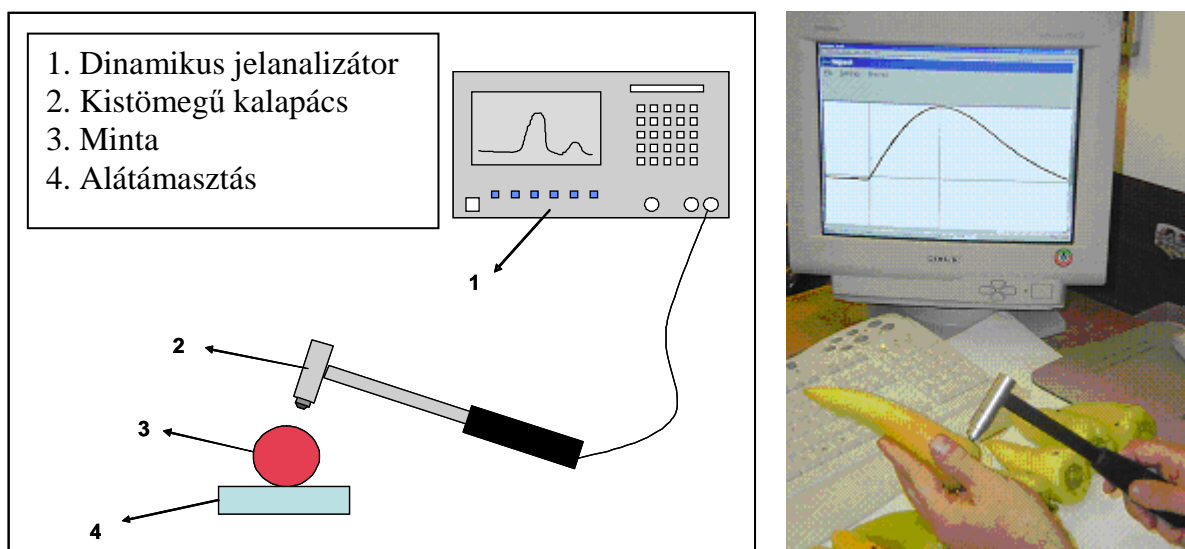 1. Dinamikus jelanalizátor
2. Kistömegű kalapács
3. Minta
4. Alátámasztás
1
2
3
4